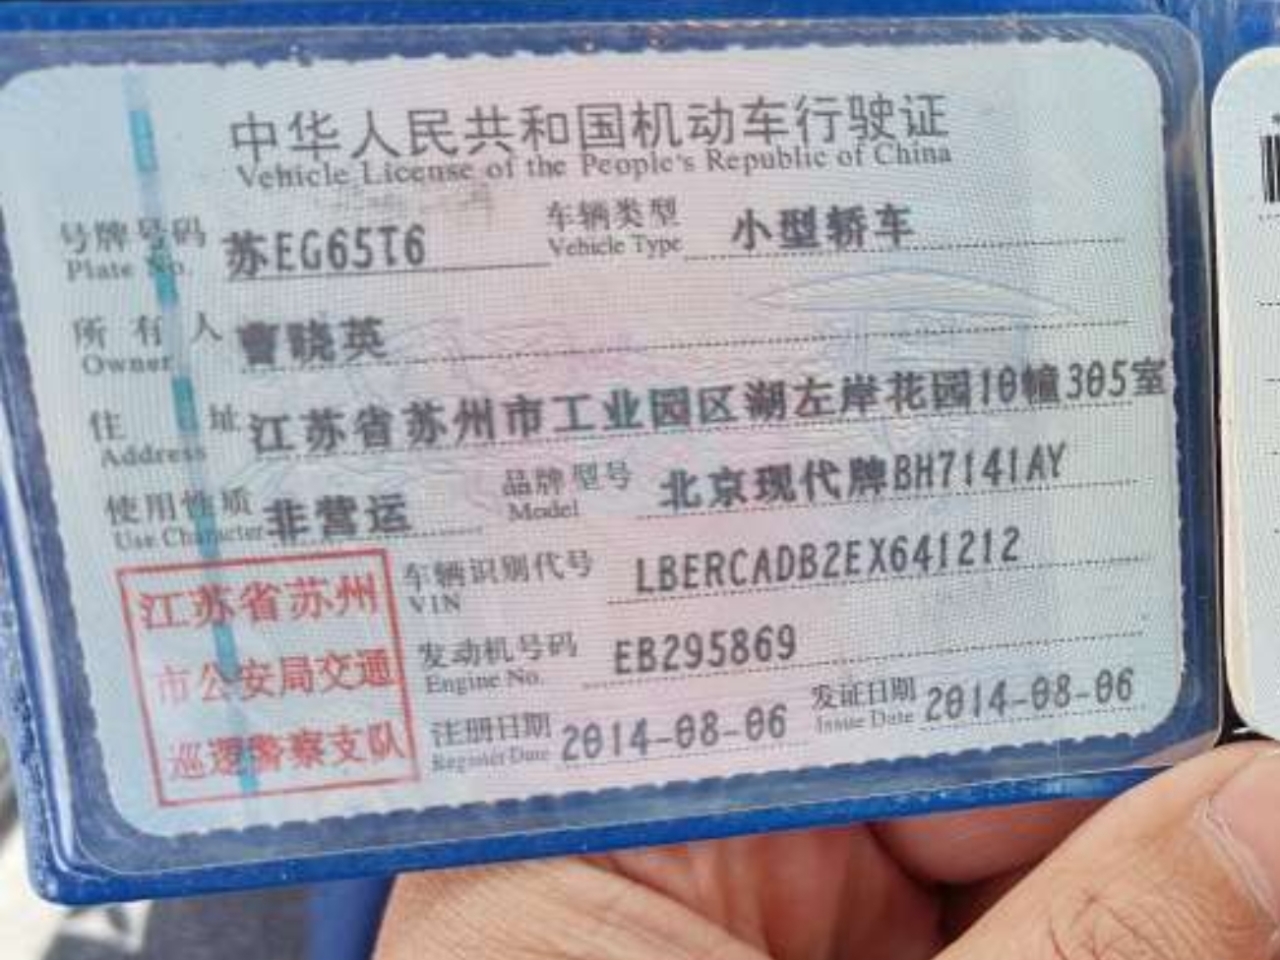 中华人民共和国机动车行驶证
Vehicle License of the People's Republic of China
号牌号码 苏EG65T6 车辆类型 小型轿车
Plate No. Vehicle Type
所有人 曹晓英
Owner
住址 江苏省苏州市工业园区湖左岸花园10幢305室
Address
使用性质 非营运 品牌型号 北京现代牌BH7141AY
Use Character Model
车辆识别代号 LBERCADB2EX641212
VIN
发动机号码 EB295869
Engine No.
注册日期 2014-08-06 发证日期 2014-08-06
Register Date Issue Date
江苏省苏州
市公安局交通
巡逻警察支队